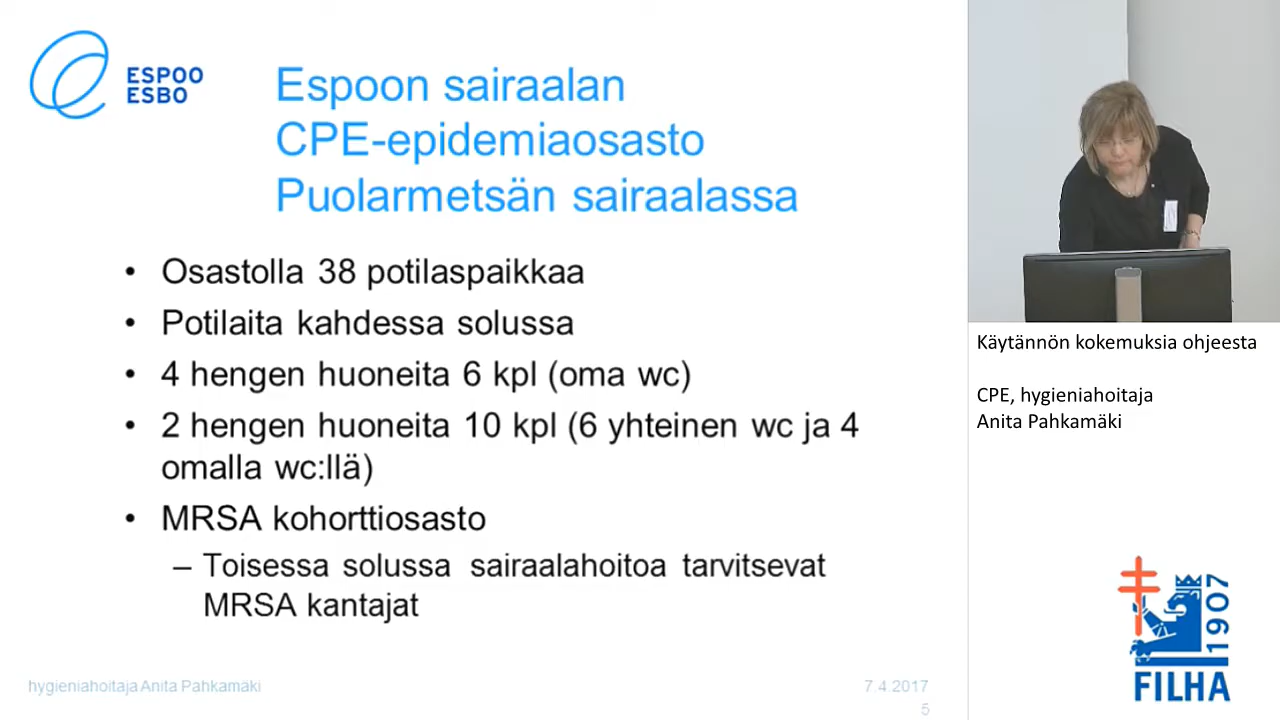 ESPOO
ESBO
Espoon sairaalan
CPE-epidemiaosasto
Puolarmetsän sairaalassa
• Osastolla 38 potilaspaikkaa
• Potilaita kahdessa solussa
• 4 hengen huoneita 6 kpl (oma wc)
• 2 hengen huoneita 10 kpl (6 yhteinen wc ja 4
omalla wc:llä)
• MRSA kohorttiosasto
– Toisessa solussa sairaalahoitoa tarvitsevat
MRSA kantajat
hygieniahoitaja Anita Pahkamäki
7.4.2017
5
Käytännön kokemuksia ohjeesta
CPE, hygieniahoitaja
Anita Pahkamäki
1907
FILHA